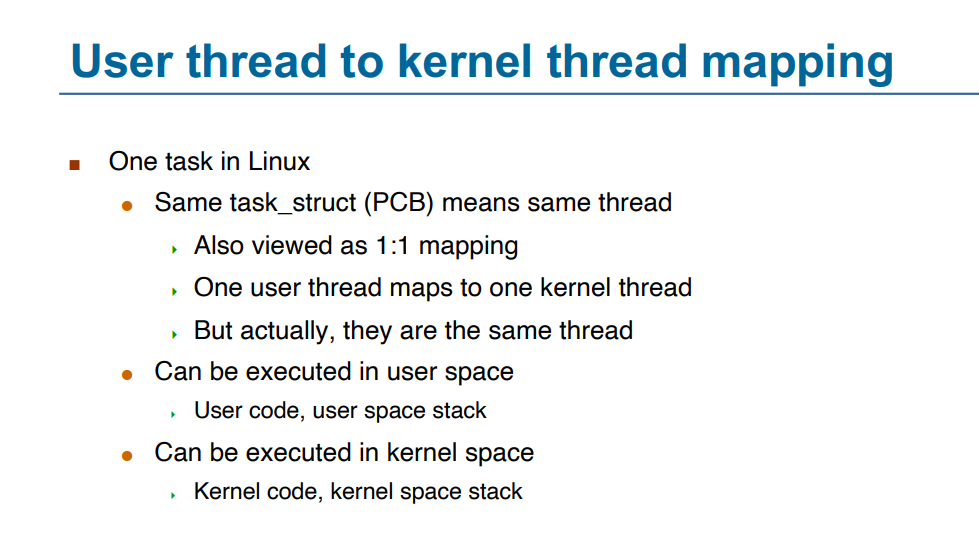 User thread to kernel thread mapping
One task in Linux
Same task_struct (PCB) means same thread
Also viewed as 1:1 mapping
One user thread maps to one kernel thread
But actually, they are the same thread
Can be executed in user space
User code, user space stack
Can be executed in kernel space
Kernel code, kernel space stack